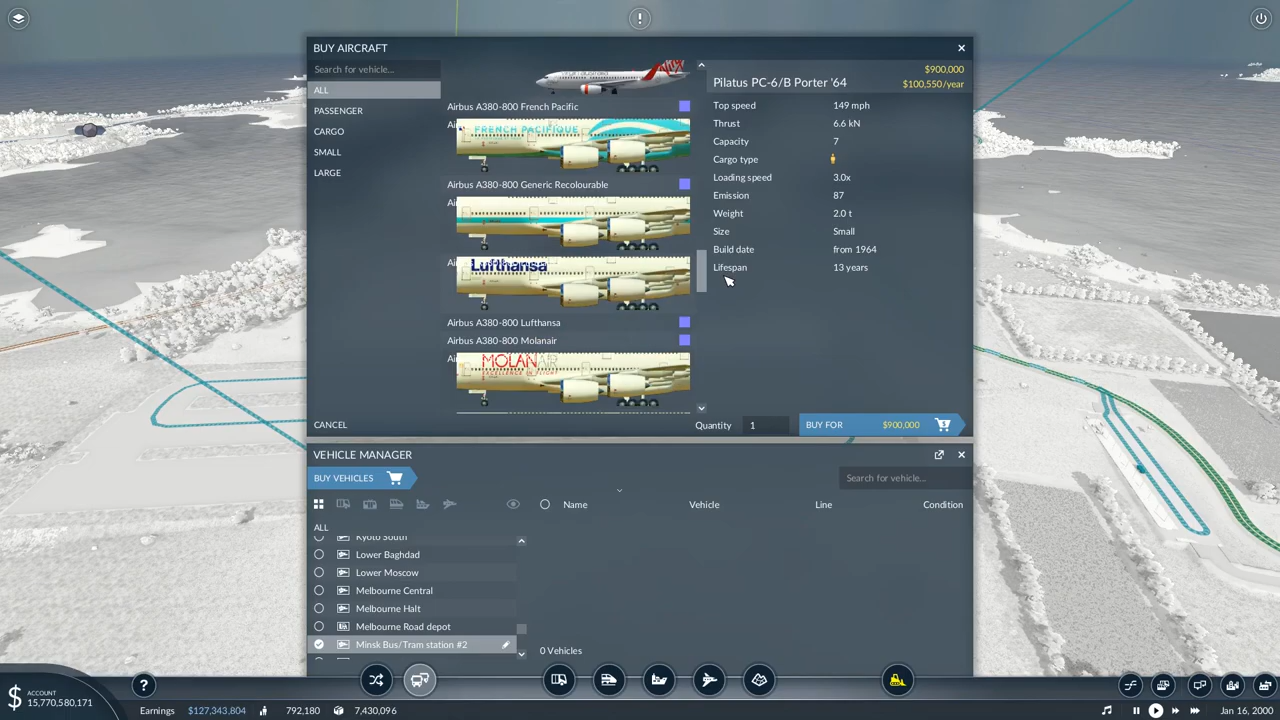 BUY AIRCRAFT
Search for vehicle...
ALL
PASSENGER
CARGO
SMALL
LARGE
Airbus A380-800 French Pacific
FRENCH PACIFIQUE
Airbus A380-800 Generic Recolourable
Lufthansa
Airbus A380-800 Lufthansa
Airbus A380-800 Molanair
MOLANAIR
EXCELLENCE IN FLIGHT
$900,000
Pilatus PC-6/B Porter '64
$100,550/year
Top speed 149 mph
Thrust 6.6 kN
Capacity 7
Cargo type
Loading speed 3.0x
Emission 87
Weight 2.0 t
Size Small
Build date from 1964
Lifespan 13 years
CANCEL
Quantity 1
BUY FOR $900,000
VEHICLE MANAGER
BUY VEHICLES
Search for vehicle...
Name Vehicle Line Condition
ALL
Kyoto South
Lower Baghdad
Lower Moscow
Melbourne Central
Melbourne Halt
Melbourne Road depot
Minsk Bus/Tram station #2
0 Vehicles
$ ACCOUNT
15,770,580,171
Earnings $127,343,804 792,180 7,430,096
Jan 16, 2000